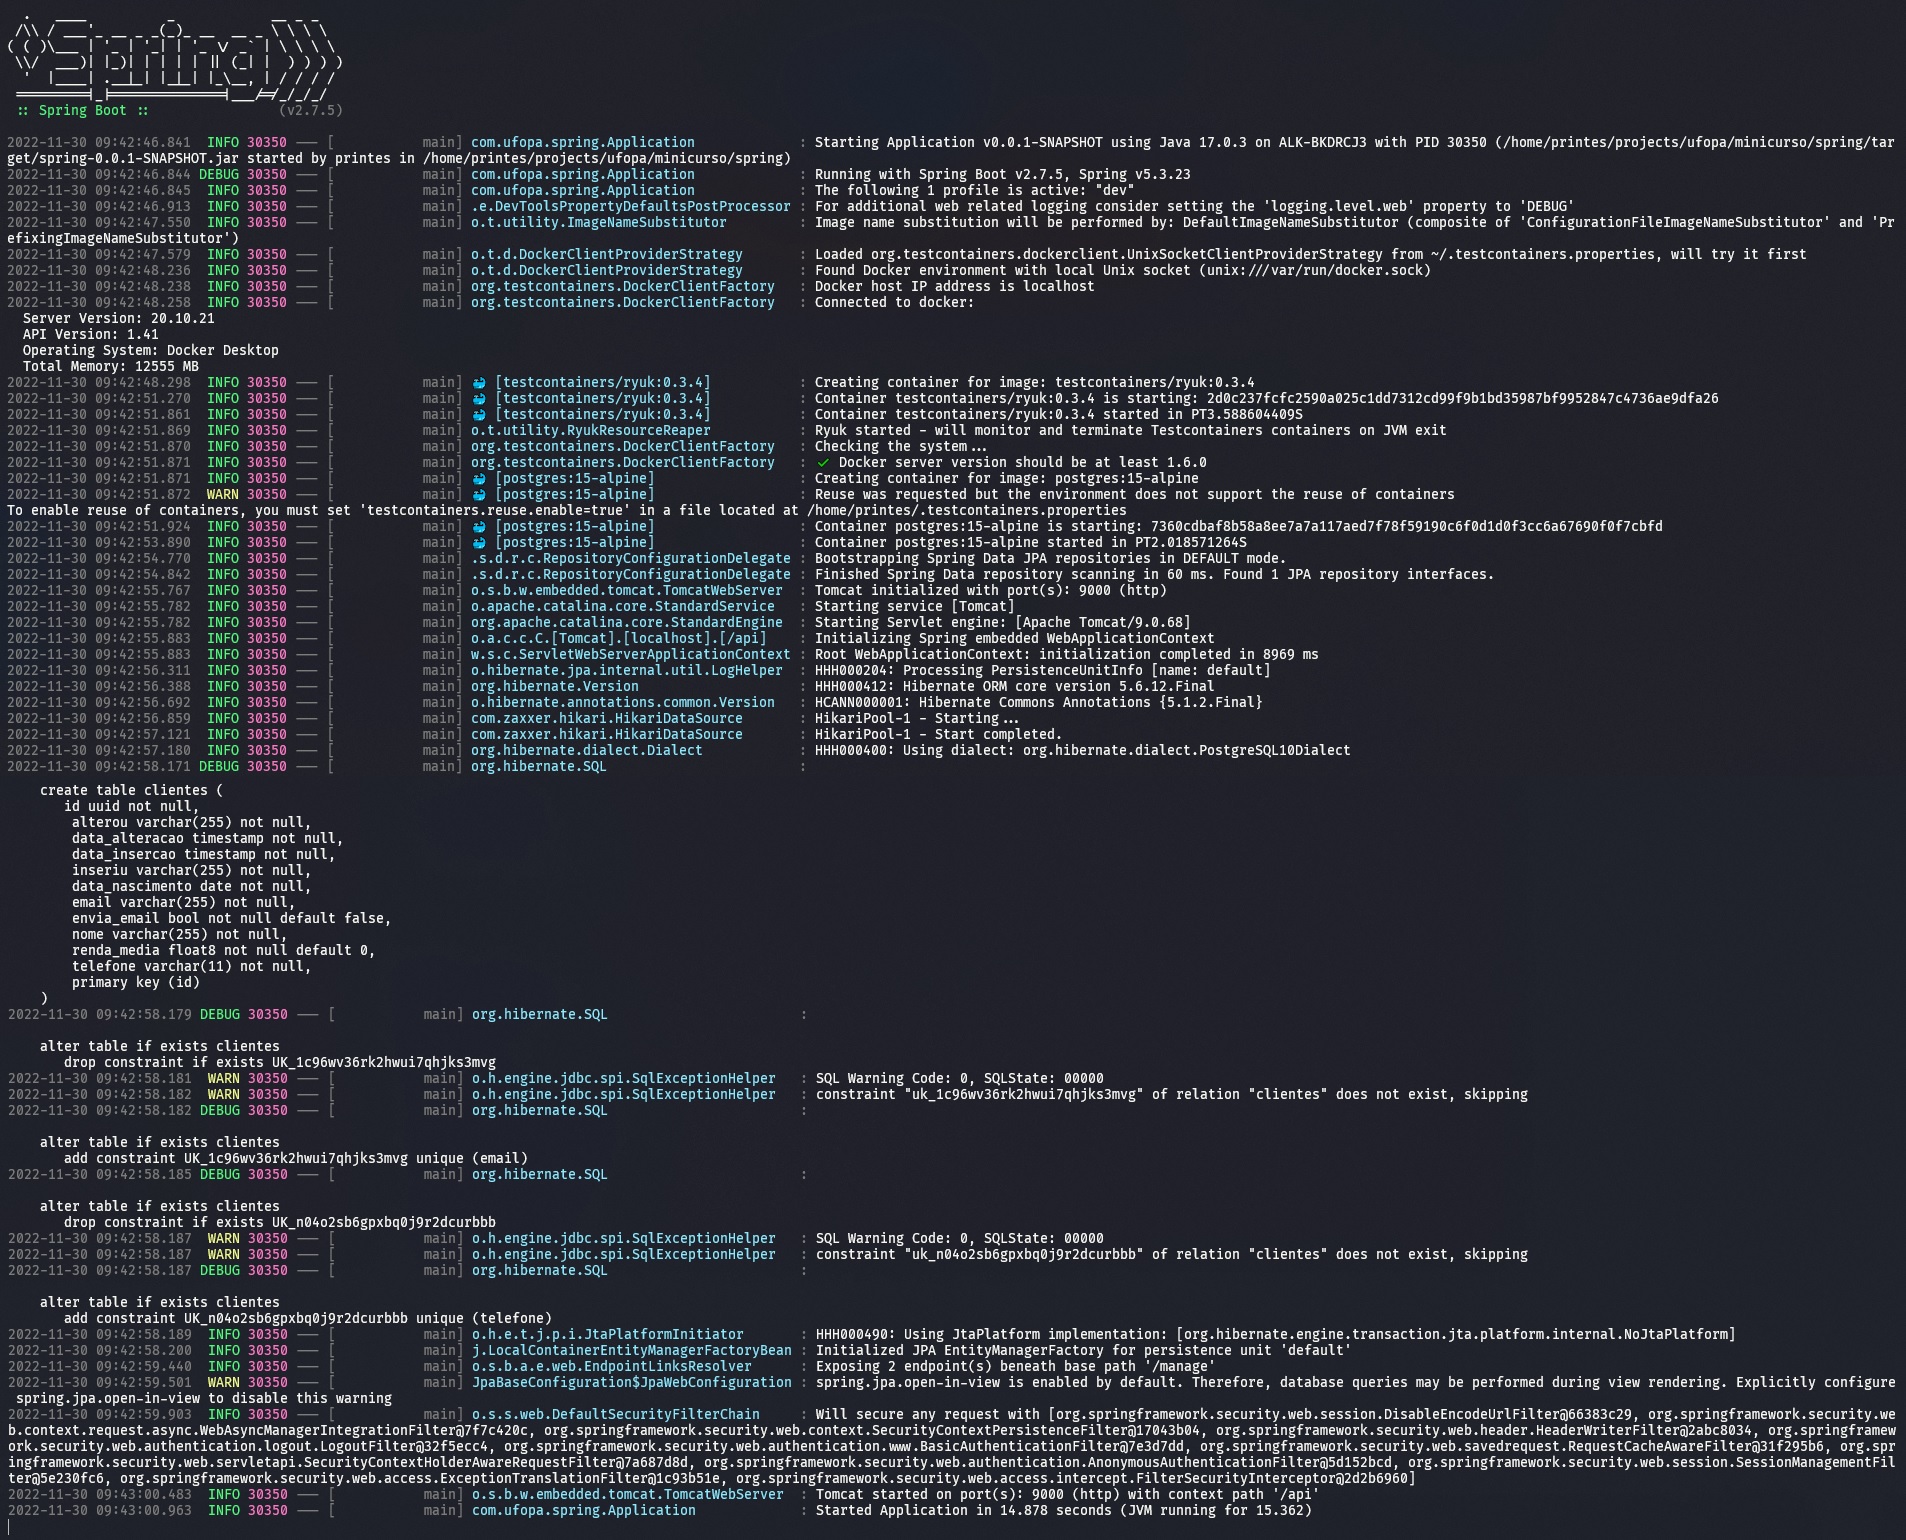 .   ____          _            __ _ _
 /\\ / ___'_ __ _ _(_)_ __  __ _ \ \ \ \
( ( )\___ | '_ | '_| | '_ \/ _` | \ \ \ \
 \\/  ___)| |_)| | | | | || (_| |  ) ) ) )
  '  |____| .__|_| |_|_| |_\__, | / / / /
 =========|_|==============|___/=/_/_/_/
 :: Spring Boot ::                (v2.7.5)
2022-11-30 09:42:46.841  INFO 30350 --- [           main] com.ufopa.spring.Application             : Starting Application v0.0.1-SNAPSHOT using Java 17.0.3 on ALK-BKDRCJ3 with PID 30350 (/home/printes/projects/ufopa/minicurso/spring/tar
get/spring-0.0.1-SNAPSHOT.jar started by printes in /home/printes/projects/ufopa/minicurso/spring)
2022-11-30 09:42:46.844 DEBUG 30350 --- [           main] com.ufopa.spring.Application             : Running with Spring Boot v2.7.5, Spring v5.3.23
2022-11-30 09:42:46.845  INFO 30350 --- [           main] com.ufopa.spring.Application             : The following 1 profile is active: "dev"
2022-11-30 09:42:46.913  INFO 30350 --- [           main] .e.DevToolsPropertyDefaultsPostProcessor : For additional web related logging consider setting the 'logging.level.web' property to 'DEBUG'
2022-11-30 09:42:47.550  INFO 30350 --- [           main] o.t.utility.ImageNameSubstitutor         : Image name substitution will be performed by: DefaultImageNameSubstitutor (composite of 'ConfigurationFileImageNameSubstitutor' and 'Pr
efixingImageNameSubstitutor')
2022-11-30 09:42:47.579  INFO 30350 --- [           main] o.t.d.DockerClientProviderStrategy       : Loaded org.testcontainers.dockerclient.UnixSocketClientProviderStrategy from ~/.testcontainers.properties, will try it first
2022-11-30 09:42:48.236  INFO 30350 --- [           main] o.t.d.DockerClientProviderStrategy       : Found Docker environment with local Unix socket (unix:///var/run/docker.sock)
2022-11-30 09:42:48.238  INFO 30350 --- [           main] org.testcontainers.DockerClientFactory   : Docker host IP address is localhost
2022-11-30 09:42:48.258  INFO 30350 --- [           main] org.testcontainers.DockerClientFactory   : Connected to docker:
  Server Version: 20.10.21
  API Version: 1.41
  Operating System: Docker Desktop
  Total Memory: 12555 MB
2022-11-30 09:42:48.298  INFO 30350 --- [           main] 🐳 [testcontainers/ryuk:0.3.4]           : Creating container for image: testcontainers/ryuk:0.3.4
2022-11-30 09:42:51.270  INFO 30350 --- [           main] 🐳 [testcontainers/ryuk:0.3.4]           : Container testcontainers/ryuk:0.3.4 is starting: 2d0c237fcfc2590a025c1dd7312cd99f9b1bd35987bf9952847c4736ae9dfa26
2022-11-30 09:42:51.861  INFO 30350 --- [           main] 🐳 [testcontainers/ryuk:0.3.4]           : Container testcontainers/ryuk:0.3.4 started in PT3.588604409S
2022-11-30 09:42:51.869  INFO 30350 --- [           main] o.t.utility.RyukResourceReaper           : Ryuk started - will monitor and terminate Testcontainers containers on JVM exit
2022-11-30 09:42:51.870  INFO 30350 --- [           main] org.testcontainers.DockerClientFactory   : Checking the system...
2022-11-30 09:42:51.871  INFO 30350 --- [           main] org.testcontainers.DockerClientFactory   : ✓ Docker server version should be at least 1.6.0
2022-11-30 09:42:51.871  INFO 30350 --- [           main] 🐳 [postgres:15-alpine]                  : Creating container for image: postgres:15-alpine
2022-11-30 09:42:51.872  WARN 30350 --- [           main] 🐳 [postgres:15-alpine]                  : Reuse was requested but the environment does not support the reuse of containers
To enable reuse of containers, you must set 'testcontainers.reuse.enable=true' in a file located at /home/printes/.testcontainers.properties
2022-11-30 09:42:51.924  INFO 30350 --- [           main] 🐳 [postgres:15-alpine]                  : Container postgres:15-alpine is starting: 7360cdbaf8b58a8ee7a7a117aed7f78f59190c6f0d1d0f3cc6a67690f0f7cbfd
2022-11-30 09:42:53.890  INFO 30350 --- [           main] 🐳 [postgres:15-alpine]                  : Container postgres:15-alpine started in PT2.018571264S
2022-11-30 09:42:54.770  INFO 30350 --- [           main] .s.d.r.c.RepositoryConfigurationDelegate : Bootstrapping Spring Data JPA repositories in DEFAULT mode.
2022-11-30 09:42:54.842  INFO 30350 --- [           main] .s.d.r.c.RepositoryConfigurationDelegate : Finished Spring Data repository scanning in 60 ms. Found 1 JPA repository interfaces.
2022-11-30 09:42:55.767  INFO 30350 --- [           main] o.s.b.w.embedded.tomcat.TomcatWebServer  : Tomcat initialized with port(s): 9000 (http)
2022-11-30 09:42:55.782  INFO 30350 --- [           main] o.apache.catalina.core.StandardService   : Starting service [Tomcat]
2022-11-30 09:42:55.782  INFO 30350 --- [           main] org.apache.catalina.core.StandardEngine  : Starting Servlet engine: [Apache Tomcat/9.0.68]
2022-11-30 09:42:55.883  INFO 30350 --- [           main] o.a.c.c.C.[Tomcat].[localhost].[/api]    : Initializing Spring embedded WebApplicationContext
2022-11-30 09:42:55.883  INFO 30350 --- [           main] w.s.c.ServletWebServerApplicationContext : Root WebApplicationContext: initialization completed in 8969 ms
2022-11-30 09:42:56.311  INFO 30350 --- [           main] o.hibernate.jpa.internal.util.LogHelper  : HHH000204: Processing PersistenceUnitInfo [name: default]
2022-11-30 09:42:56.388  INFO 30350 --- [           main] org.hibernate.Version                    : HHH000412: Hibernate ORM core version 5.6.12.Final
2022-11-30 09:42:56.692  INFO 30350 --- [           main] o.hibernate.annotations.common.Version   : HCANN000001: Hibernate Commons Annotations {5.1.2.Final}
2022-11-30 09:42:56.859  INFO 30350 --- [           main] com.zaxxer.hikari.HikariDataSource       : HikariPool-1 - Starting...
2022-11-30 09:42:57.121  INFO 30350 --- [           main] com.zaxxer.hikari.HikariDataSource       : HikariPool-1 - Start completed.
2022-11-30 09:42:57.180  INFO 30350 --- [           main] org.hibernate.dialect.Dialect            : HHH000400: Using dialect: org.hibernate.dialect.PostgreSQL10Dialect
2022-11-30 09:42:58.171 DEBUG 30350 --- [           main] org.hibernate.SQL                        :
    create table clientes (
       id uuid not null,
        alterou varchar(255) not null,
        data_alteracao timestamp not null,
        data_insercao timestamp not null,
        inseriu varchar(255) not null,
        data_nascimento date not null,
        email varchar(255) not null,
        envia_email bool not null default false,
        nome varchar(255) not null,
        renda_media float8 not null default 0,
        telefone varchar(11) not null,
        primary key (id)
    )
2022-11-30 09:42:58.179 DEBUG 30350 --- [           main] org.hibernate.SQL                        :
    alter table if exists clientes
       drop constraint if exists UK_1c96wv36rk2hwui7qhjks3mvg
2022-11-30 09:42:58.181  WARN 30350 --- [           main] o.h.engine.jdbc.spi.SqlExceptionHelper   : SQL Warning Code: 0, SQLState: 00000
2022-11-30 09:42:58.182  WARN 30350 --- [           main] o.h.engine.jdbc.spi.SqlExceptionHelper   : constraint "uk_1c96wv36rk2hwui7qhjks3mvg" of relation "clientes" does not exist, skipping
2022-11-30 09:42:58.182 DEBUG 30350 --- [           main] org.hibernate.SQL                        :
    alter table if exists clientes
       add constraint UK_1c96wv36rk2hwui7qhjks3mvg unique (email)
2022-11-30 09:42:58.185 DEBUG 30350 --- [           main] org.hibernate.SQL                        :
    alter table if exists clientes
       drop constraint if exists UK_n04o2sb6gpxbq0j9r2dcurbbb
2022-11-30 09:42:58.187  WARN 30350 --- [           main] o.h.engine.jdbc.spi.SqlExceptionHelper   : SQL Warning Code: 0, SQLState: 00000
2022-11-30 09:42:58.187  WARN 30350 --- [           main] o.h.engine.jdbc.spi.SqlExceptionHelper   : constraint "uk_n04o2sb6gpxbq0j9r2dcurbbb" of relation "clientes" does not exist, skipping
2022-11-30 09:42:58.187 DEBUG 30350 --- [           main] org.hibernate.SQL                        :
    alter table if exists clientes
       add constraint UK_n04o2sb6gpxbq0j9r2dcurbbb unique (telefone)
2022-11-30 09:42:58.189  INFO 30350 --- [           main] o.h.e.t.j.p.i.JtaPlatformInitiator       : HHH000490: Using JtaPlatform implementation: [org.hibernate.engine.transaction.jta.platform.internal.NoJtaPlatform]
2022-11-30 09:42:58.200  INFO 30350 --- [           main] j.LocalContainerEntityManagerFactoryBean : Initialized JPA EntityManagerFactory for persistence unit 'default'
2022-11-30 09:42:59.440  INFO 30350 --- [           main] o.s.b.a.e.web.EndpointLinksResolver      : Exposing 2 endpoint(s) beneath base path '/manage'
2022-11-30 09:42:59.501  WARN 30350 --- [           main] JpaBaseConfiguration$JpaWebConfiguration : spring.jpa.open-in-view is enabled by default. Therefore, database queries may be performed during view rendering. Explicitly configure
 spring.jpa.open-in-view to disable this warning
2022-11-30 09:42:59.903  INFO 30350 --- [           main] o.s.s.web.DefaultSecurityFilterChain     : Will secure any request with [org.springframework.security.web.session.DisableEncodeUrlFilter@66383c29, org.springframework.security.we
b.context.request.async.WebAsyncManagerIntegrationFilter@7f7c420c, org.springframework.security.web.context.SecurityContextPersistenceFilter@17043b04, org.springframework.security.web.header.HeaderWriterFilter@2abc8034, org.springframew
ork.security.web.authentication.logout.LogoutFilter@32f5ecc4, org.springframework.security.web.authentication.www.BasicAuthenticationFilter@7e3d7dd, org.springframework.security.web.savedrequest.RequestCacheAwareFilter@31f295b6, org.spr
ingframework.security.web.servletapi.SecurityContextHolderAwareRequestFilter@7a687d8d, org.springframework.security.web.authentication.AnonymousAuthenticationFilter@5d152bcd, org.springframework.security.web.session.SessionManagementFil
ter@5e230fc6, org.springframework.security.web.access.ExceptionTranslationFilter@1c93b51e, org.springframework.security.web.access.intercept.FilterSecurityInterceptor@2d2b6960]
2022-11-30 09:43:00.483  INFO 30350 --- [           main] o.s.b.w.embedded.tomcat.TomcatWebServer  : Tomcat started on port(s): 9000 (http) with context path '/api'
2022-11-30 09:43:00.963  INFO 30350 --- [           main] com.ufopa.spring.Application             : Started Application in 14.878 seconds (JVM running for 15.362)